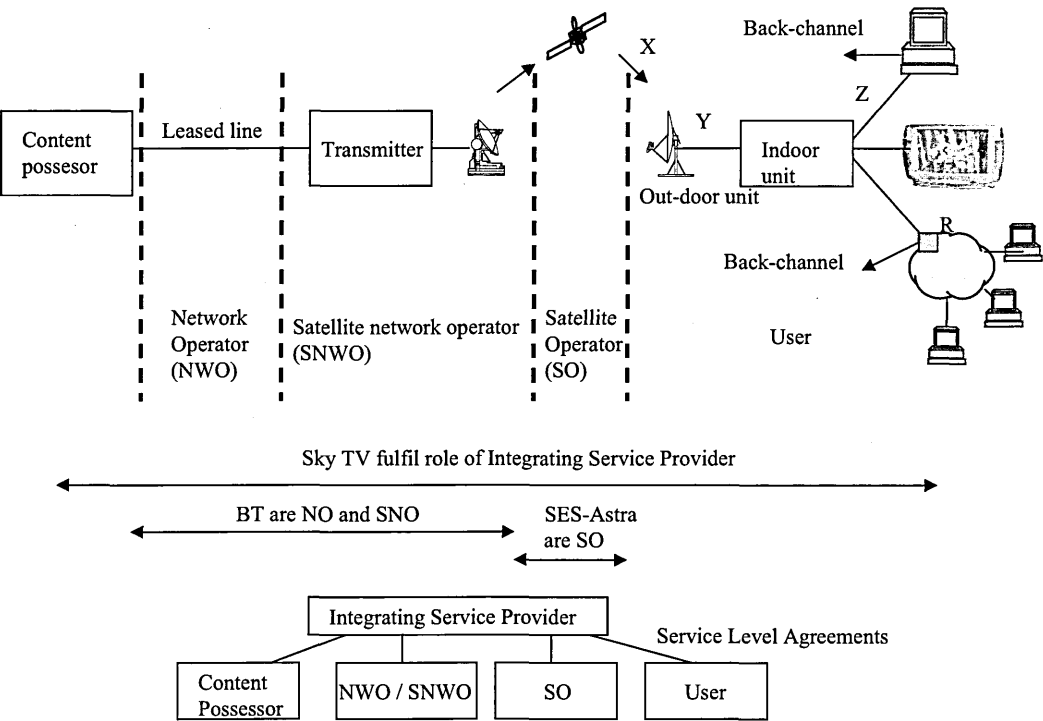 Back-channel
X
Z
Y
Content
possesor
Leased line
Transmitter
Indoor
unit
Out-door unit
R
Back-channel
Network
Operator
(NWO)
Satellite network operator
(SNWO)
Satellite
Operator
(SO)
User
Sky TV fulfil role of Integrating Service Provider
BT are NO and SNO
SES-Astra
are SO
Integrating Service Provider
Service Level Agreements
Content
Possessor
NWO / SNWO
SO
User